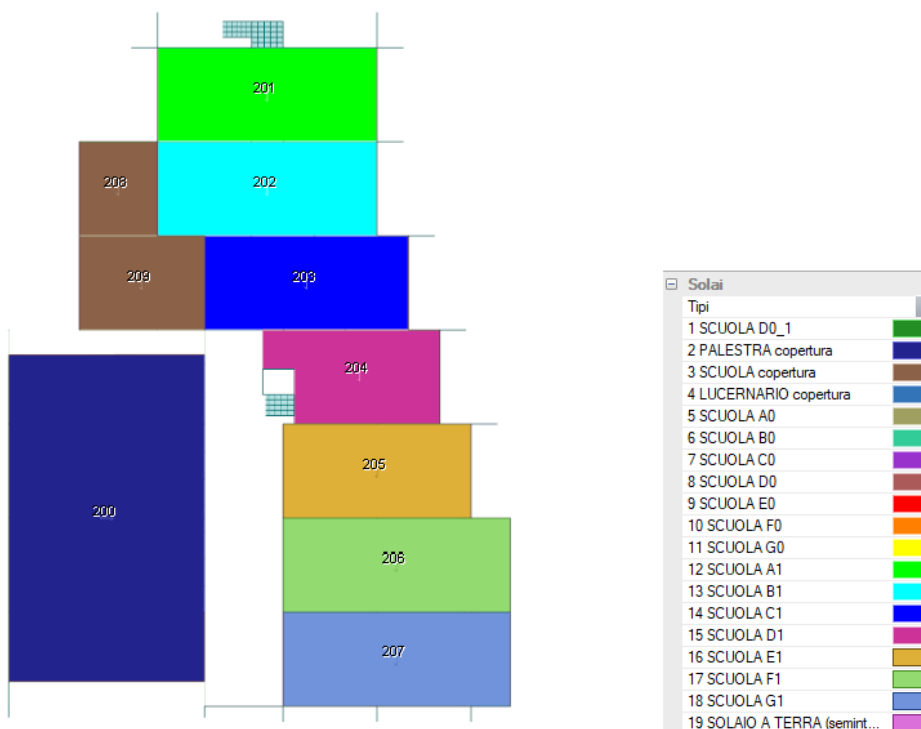 201
208
202
209
203
204
205
200
206
207
Solai
Tipi
1 SCUOLA D0_1
2 PALESTRA copertura
3 SCUOLA copertura
4 LUCERNARIO copertura
5 SCUOLA A0
6 SCUOLA B0
7 SCUOLA C0
8 SCUOLA D0
9 SCUOLA E0
10 SCUOLA F0
11 SCUOLA G0
12 SCUOLA A1
13 SCUOLA B1
14 SCUOLA C1
15 SCUOLA D1
16 SCUOLA E1
17 SCUOLA F1
18 SCUOLA G1
19 SOLAIO A TERRA (semint...